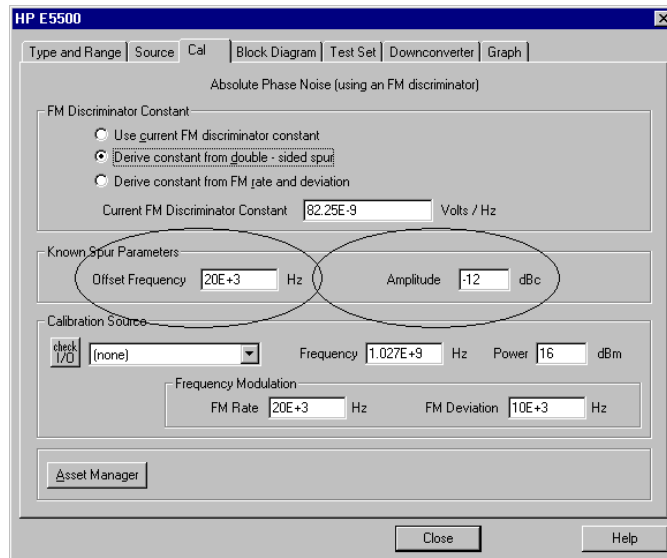 HP E5500
Type and Range Source Cal Block Diagram Test Set Downconverter Graph
Absolute Phase Noise (using an FM discriminator)
FM Discriminator Constant
Use current FM discriminator constant
Derive constant from double - sided spur
Derive constant from FM rate and deviation
Current FM Discriminator Constant 82.25E-9 Volts / Hz
Known Spur Parameters
Offset Frequency 20E+3 Hz Amplitude -12 dBc
Calibration Source
check I/O (none) Frequency 1.027E+9 Hz Power 16 dBm
Frequency Modulation
FM Rate 20E+3 Hz FM Deviation 10E+3 Hz
Asset Manager
Close Help